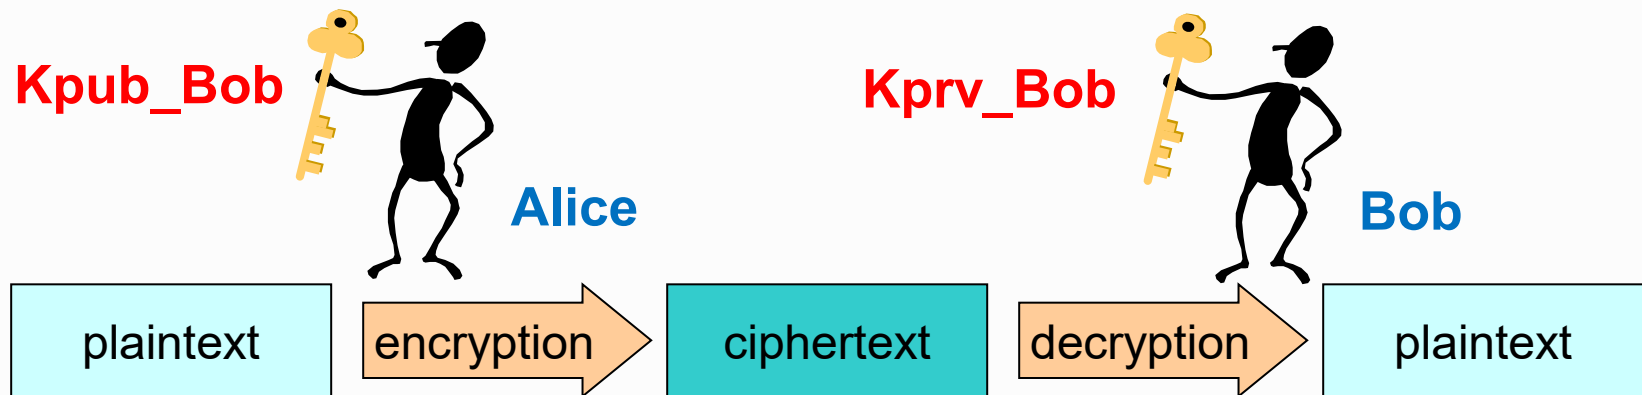 Kpub_Bob
Kprv_Bob
Alice
Bob
plaintext
encryption
ciphertext
decryption
plaintext